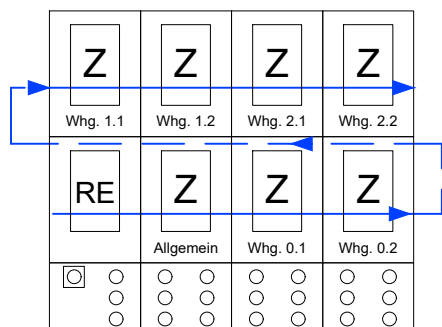 Z Z Z Z
Whg. 1.1 Whg. 1.2 Whg. 2.1 Whg. 2.2
RE Z Z Z
Allgemein Whg. 0.1 Whg. 0.2